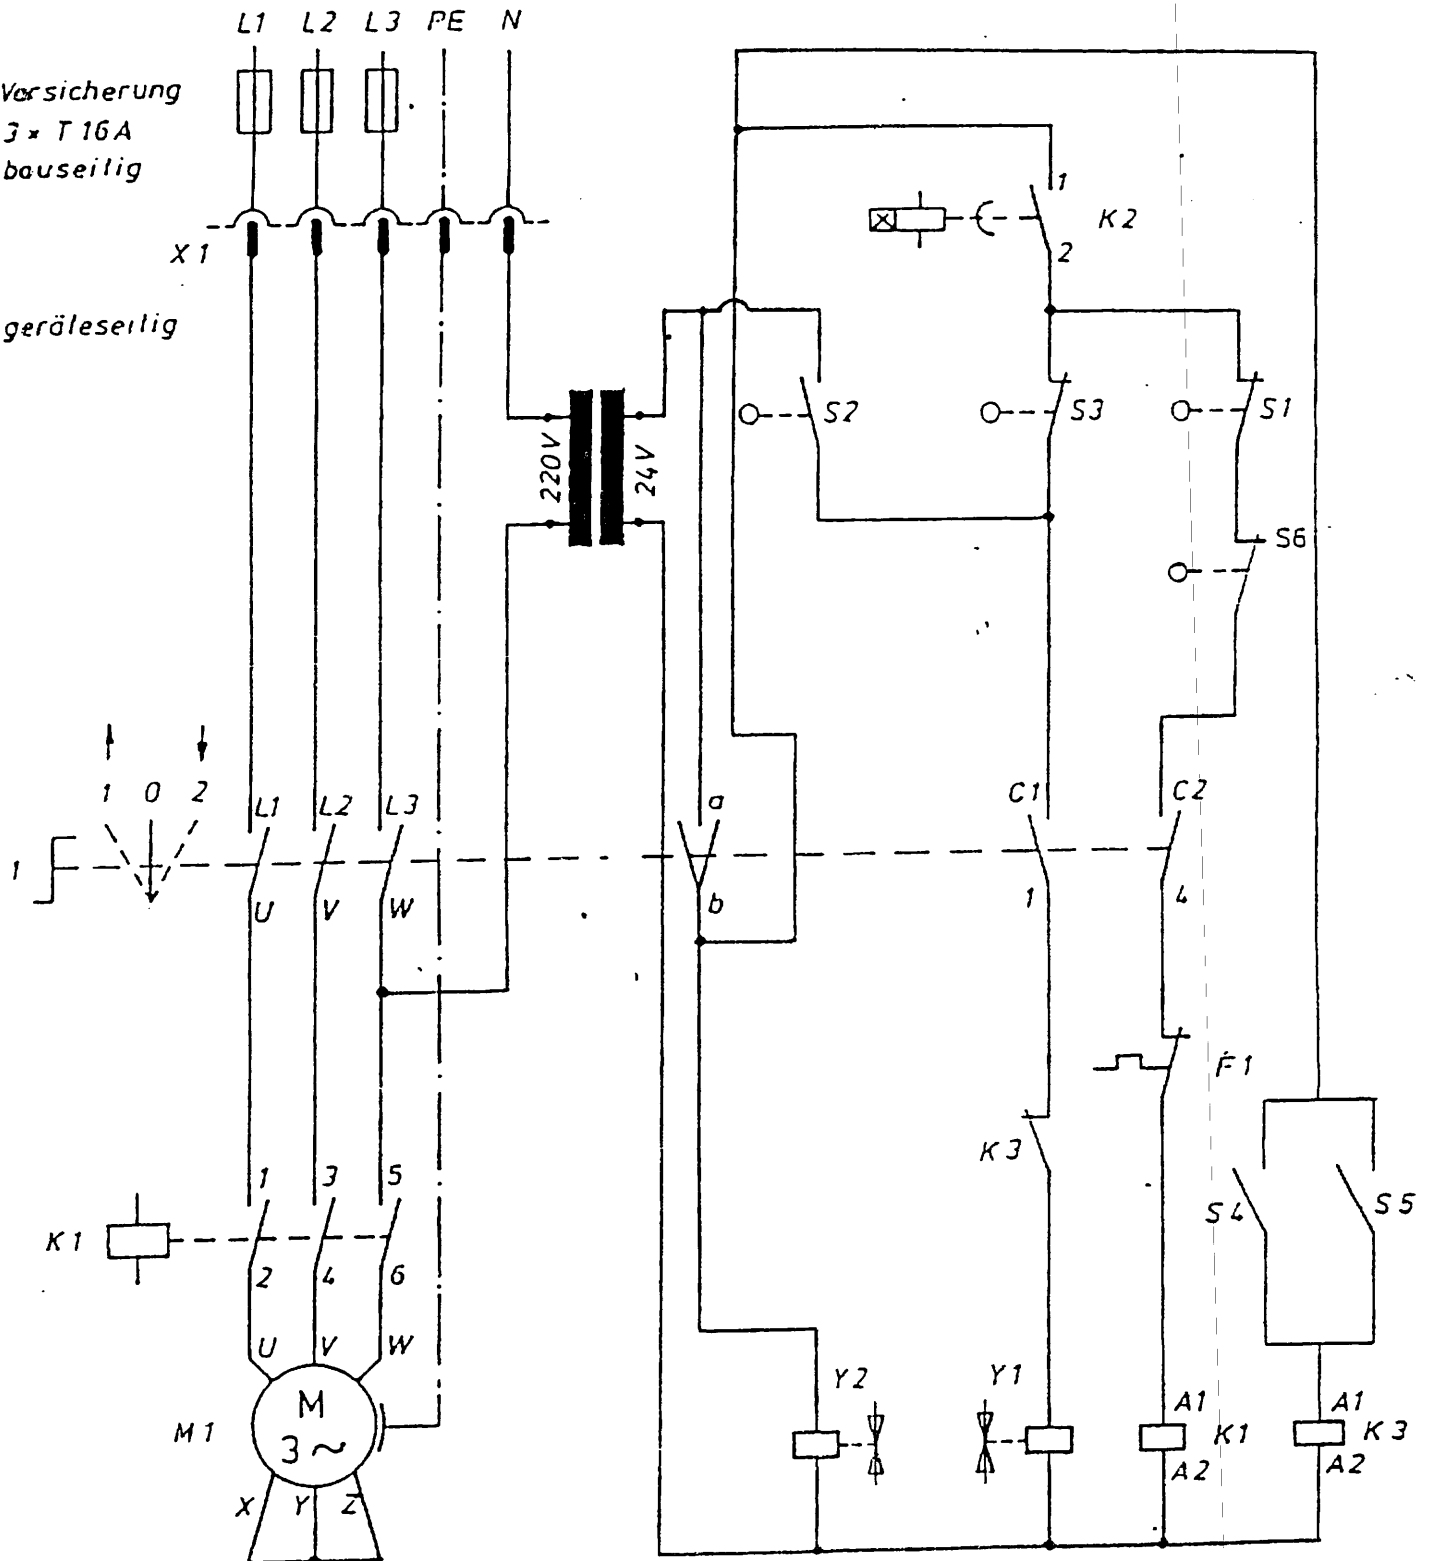 L1 L2 L3 PE N
Vorsicherung
3 × T 16A
bauseitig
X1
geräteseitig
1
K2
2
S2
S3
S1
220V
24V
S6
1 0 2
L1 L2 L3
a
C1
C2
1
U V W
b
1
4
F1
K3
1 3 5
S4
S5
K1
2 4 6
U V W
Y2
Y1
A1
A1
M1
M
3~
K1
K3
A2
A2
X Y Z